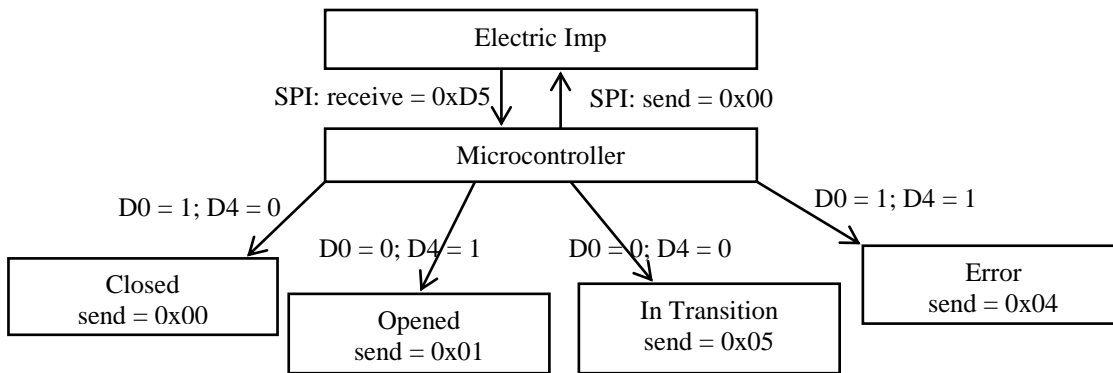 Electric Imp
SPI: receive = 0xD5
SPI: send = 0x00
Microcontroller
D0 = 1; D4 = 0
D0 = 0; D4 = 1
D0 = 0; D4 = 0
D0 = 1; D4 = 1
Closed
send = 0x00
Opened
send = 0x01
In Transition
send = 0x05
Error
send = 0x04